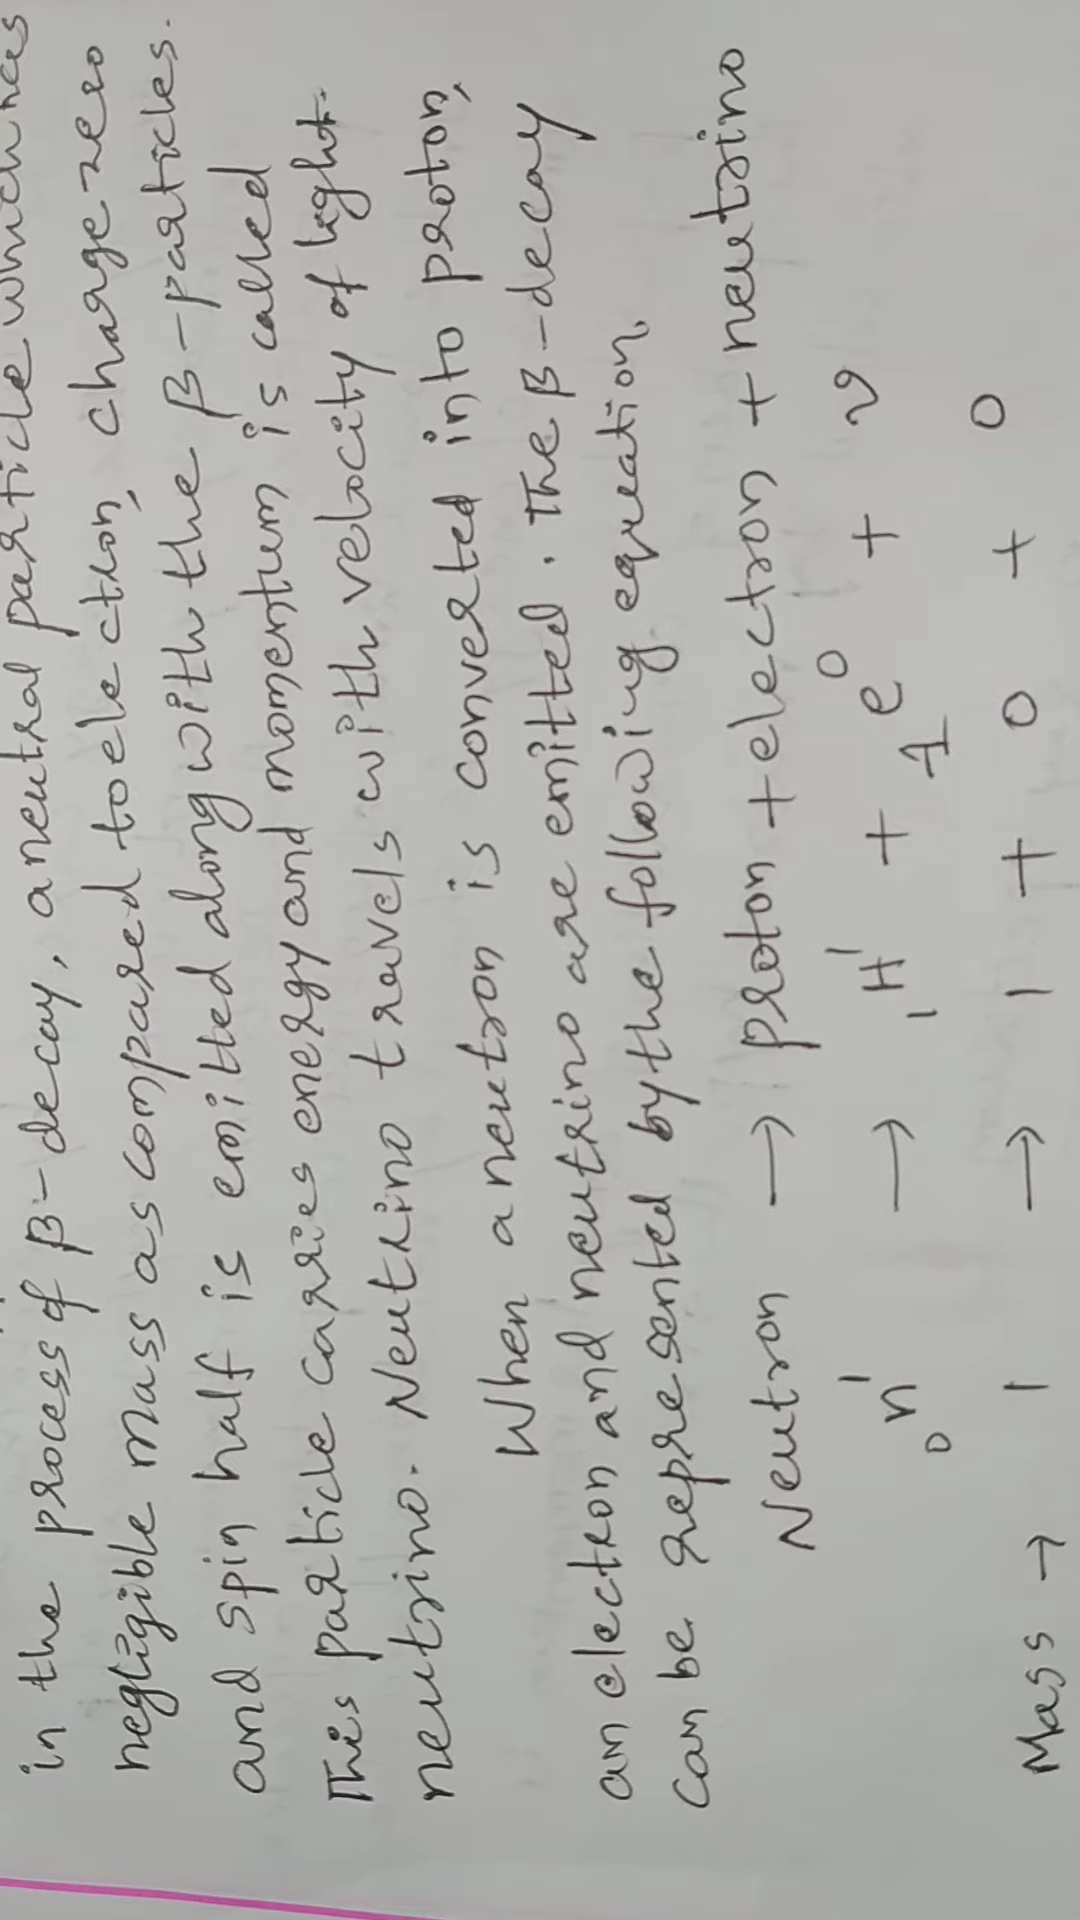 in the process of β-decay, a neutral particle which has
negligible mass as compared to electron, charge zero
and spin half is emitted along with the β-particles.
This particle carries energy and momentum is called
neutrino. Neutrino travels with velocity of light.
When a neutron is converted into proton,
an electron and neutrino are emitted. The β-decay
can be represented by the following equation.
Neutron → proton + electron + neutrino
₀n¹ → ₁H¹ + ₋₁e⁰ + ν
Mass → 1 → 1 + 0 + 0